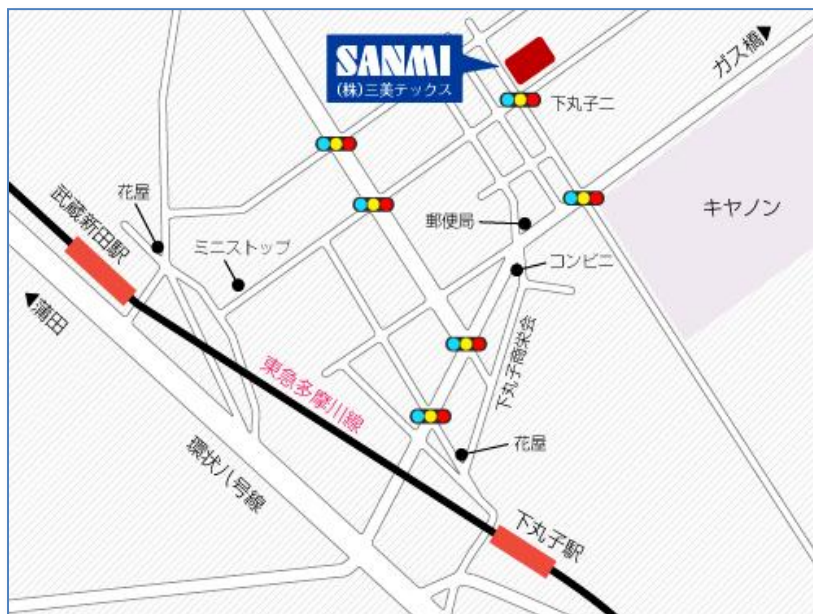 SANMI
(株)三美テックス
ガス橋
下丸子二
キヤノン
花屋
武蔵新田駅
郵便局
ミニストップ
コンビニ
蒲田
下丸子商栄会
東急多摩川線
花屋
環状八号線
下丸子駅